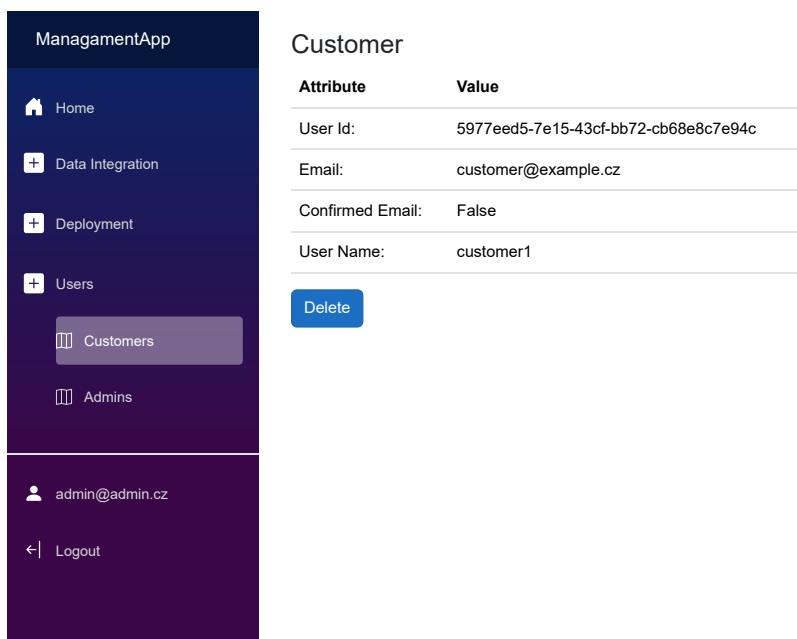 ManagamentApp
Home
Data Integration
Deployment
Users
Customers
Admins
admin@admin.cz
Logout
Customer
Attribute Value
User Id: 5977eed5-7e15-43cf-bb72-cb68e8c7e94c
Email: customer@example.cz
Confirmed Email: False
User Name: customer1
Delete